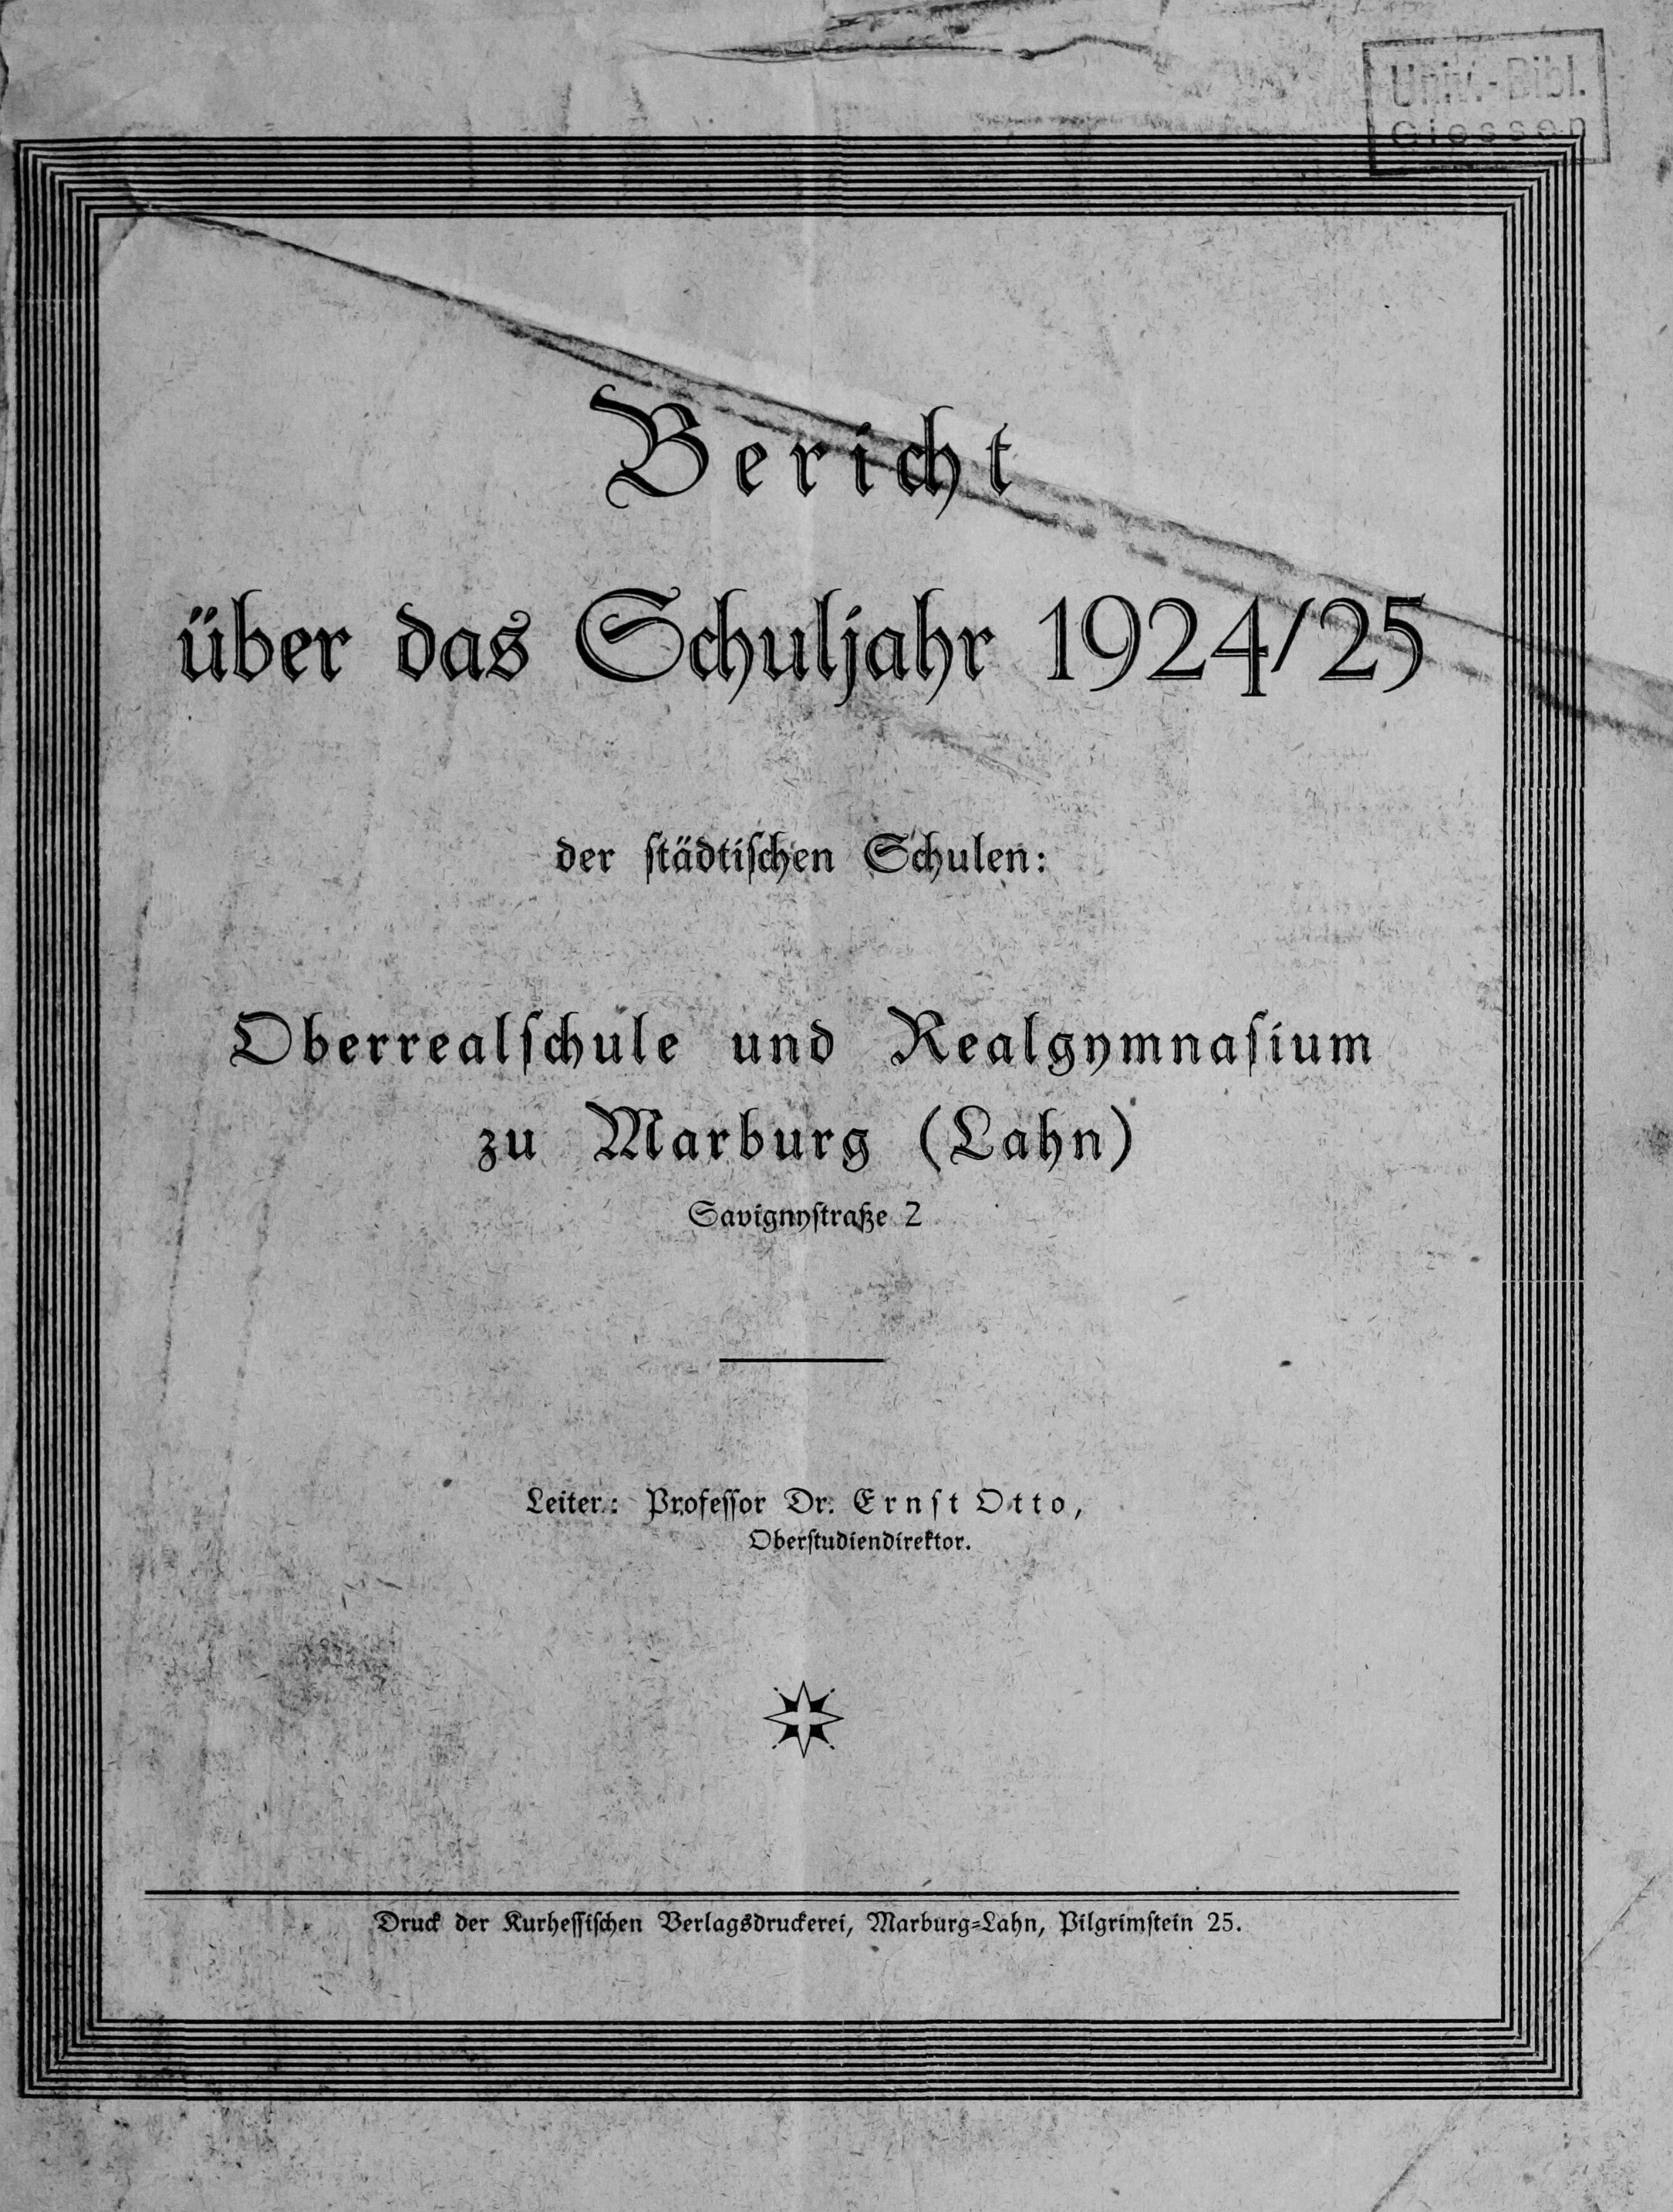 Univ.-Bibl.
Giessen
Bericht
über das Schuljahr 1924/25
der städtischen Schulen:
Oberrealschule und Realgymnasium
zu Marburg (Lahn)
Savignystraße 2
Leiter: Professor Dr. Ernst Otto,
Oberstudiendirektor.
Druck der Kurhessischen Verlagsdruckerei, Marburg-Lahn, Pilgrimstein 25.